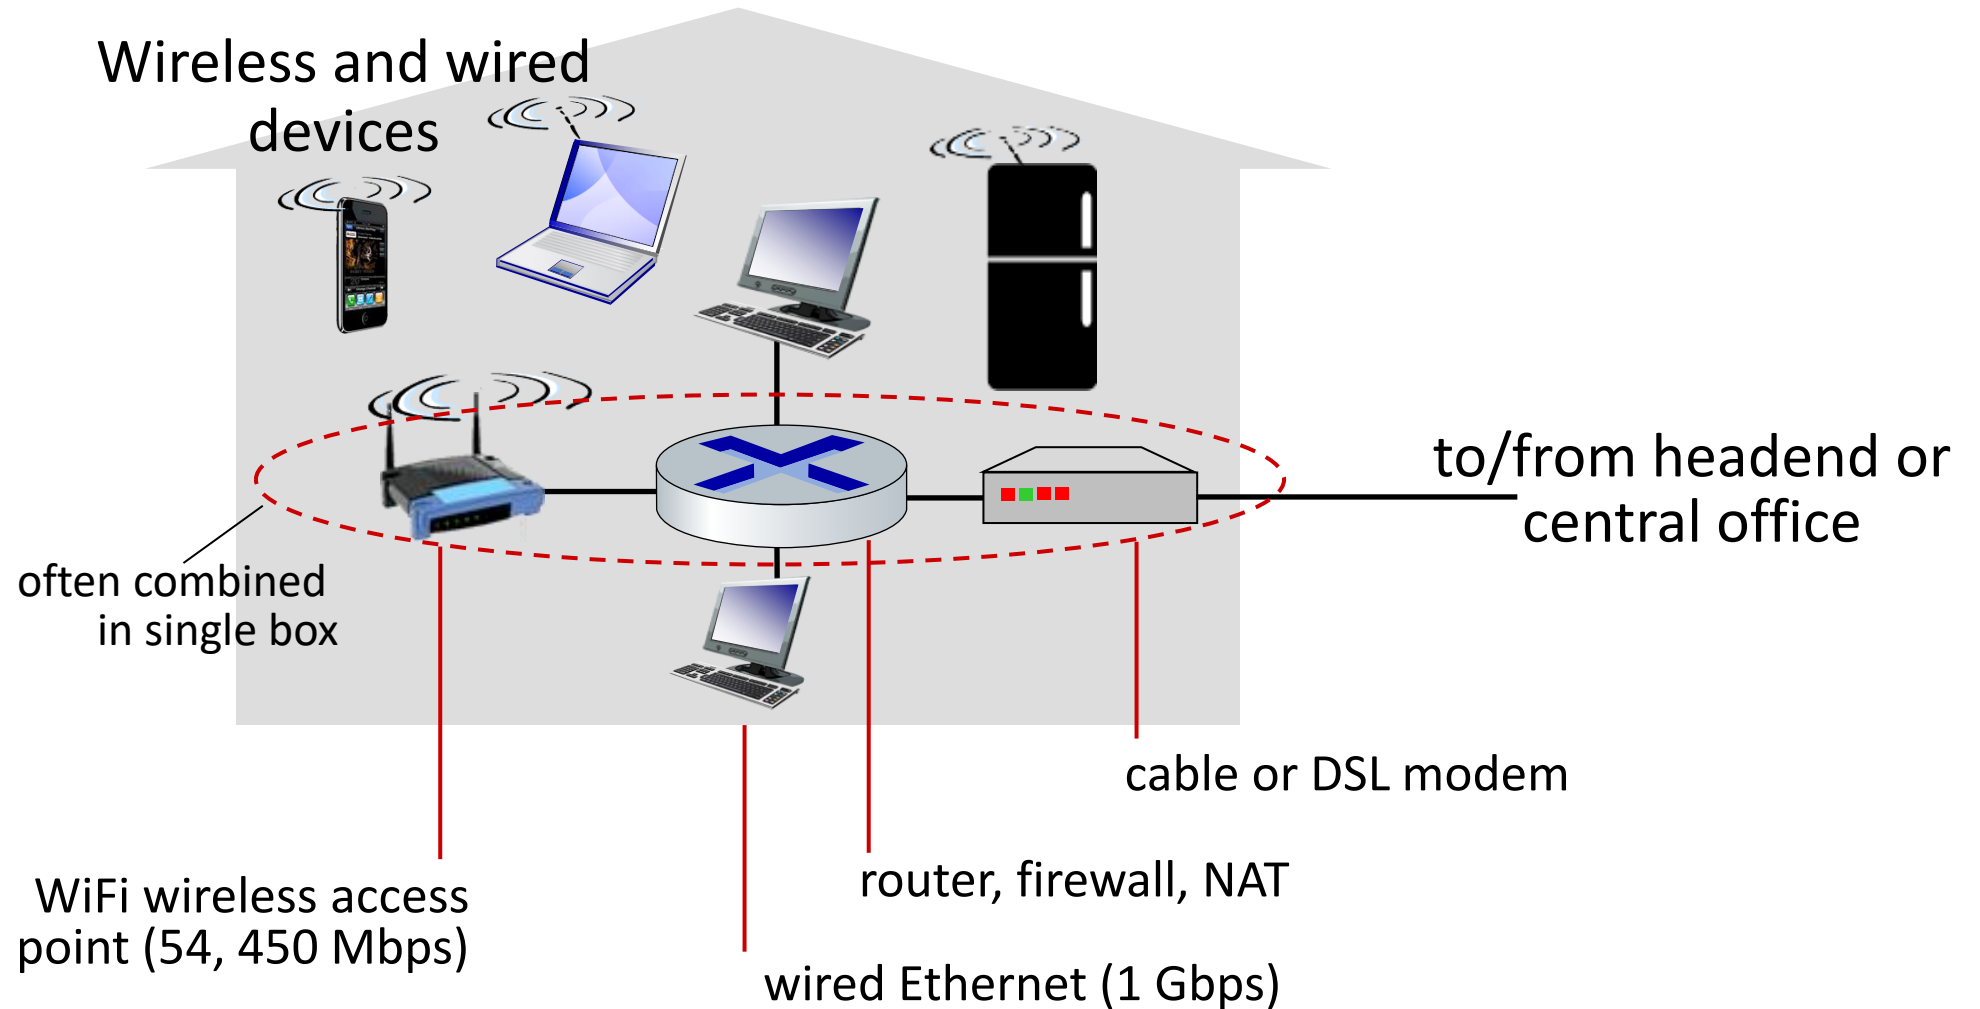 Wireless and wired
devices
to/from headend or
central office
often combined
in single box
cable or DSL modem
router, firewall, NAT
WiFi wireless access
point (54, 450 Mbps)
wired Ethernet (1 Gbps)